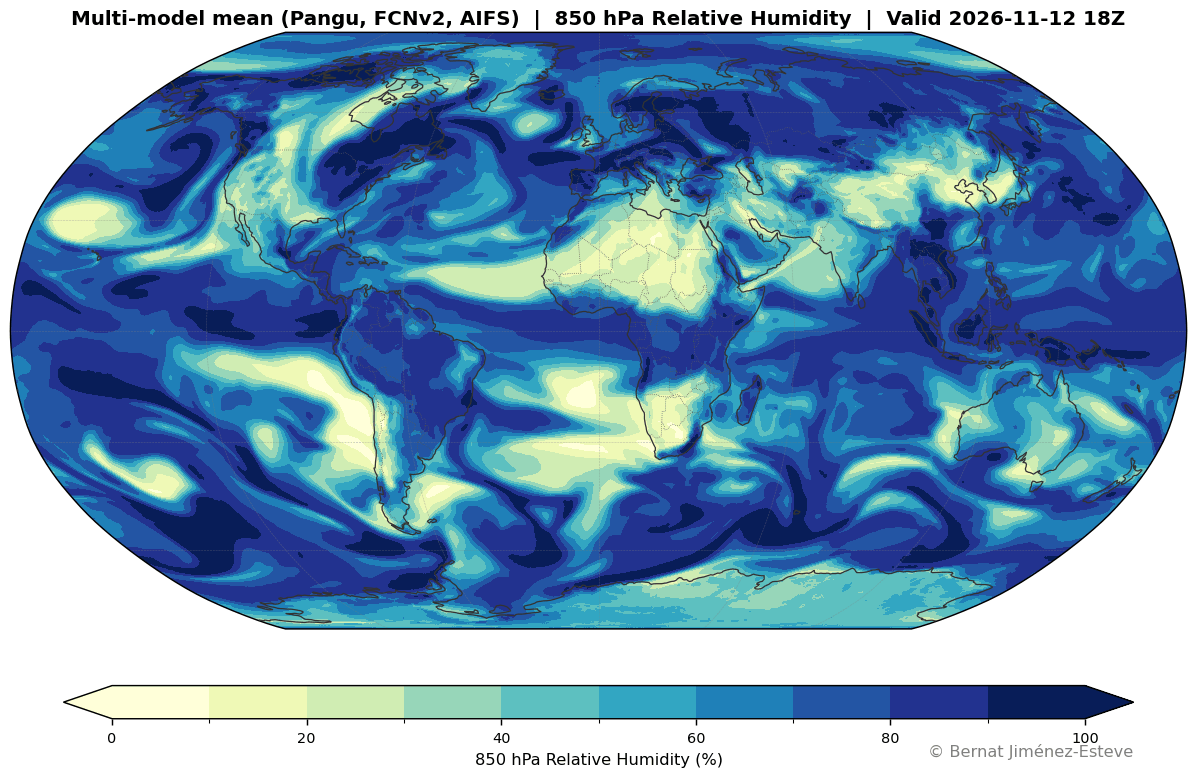 Multi-model mean (Pangu, FCNv2, AIFS)  |  850 hPa Relative Humidity  |  Valid 2026-11-12 18Z
0 20 40 60 80 100
850 hPa Relative Humidity (%)
© Bernat Jiménez-Esteve